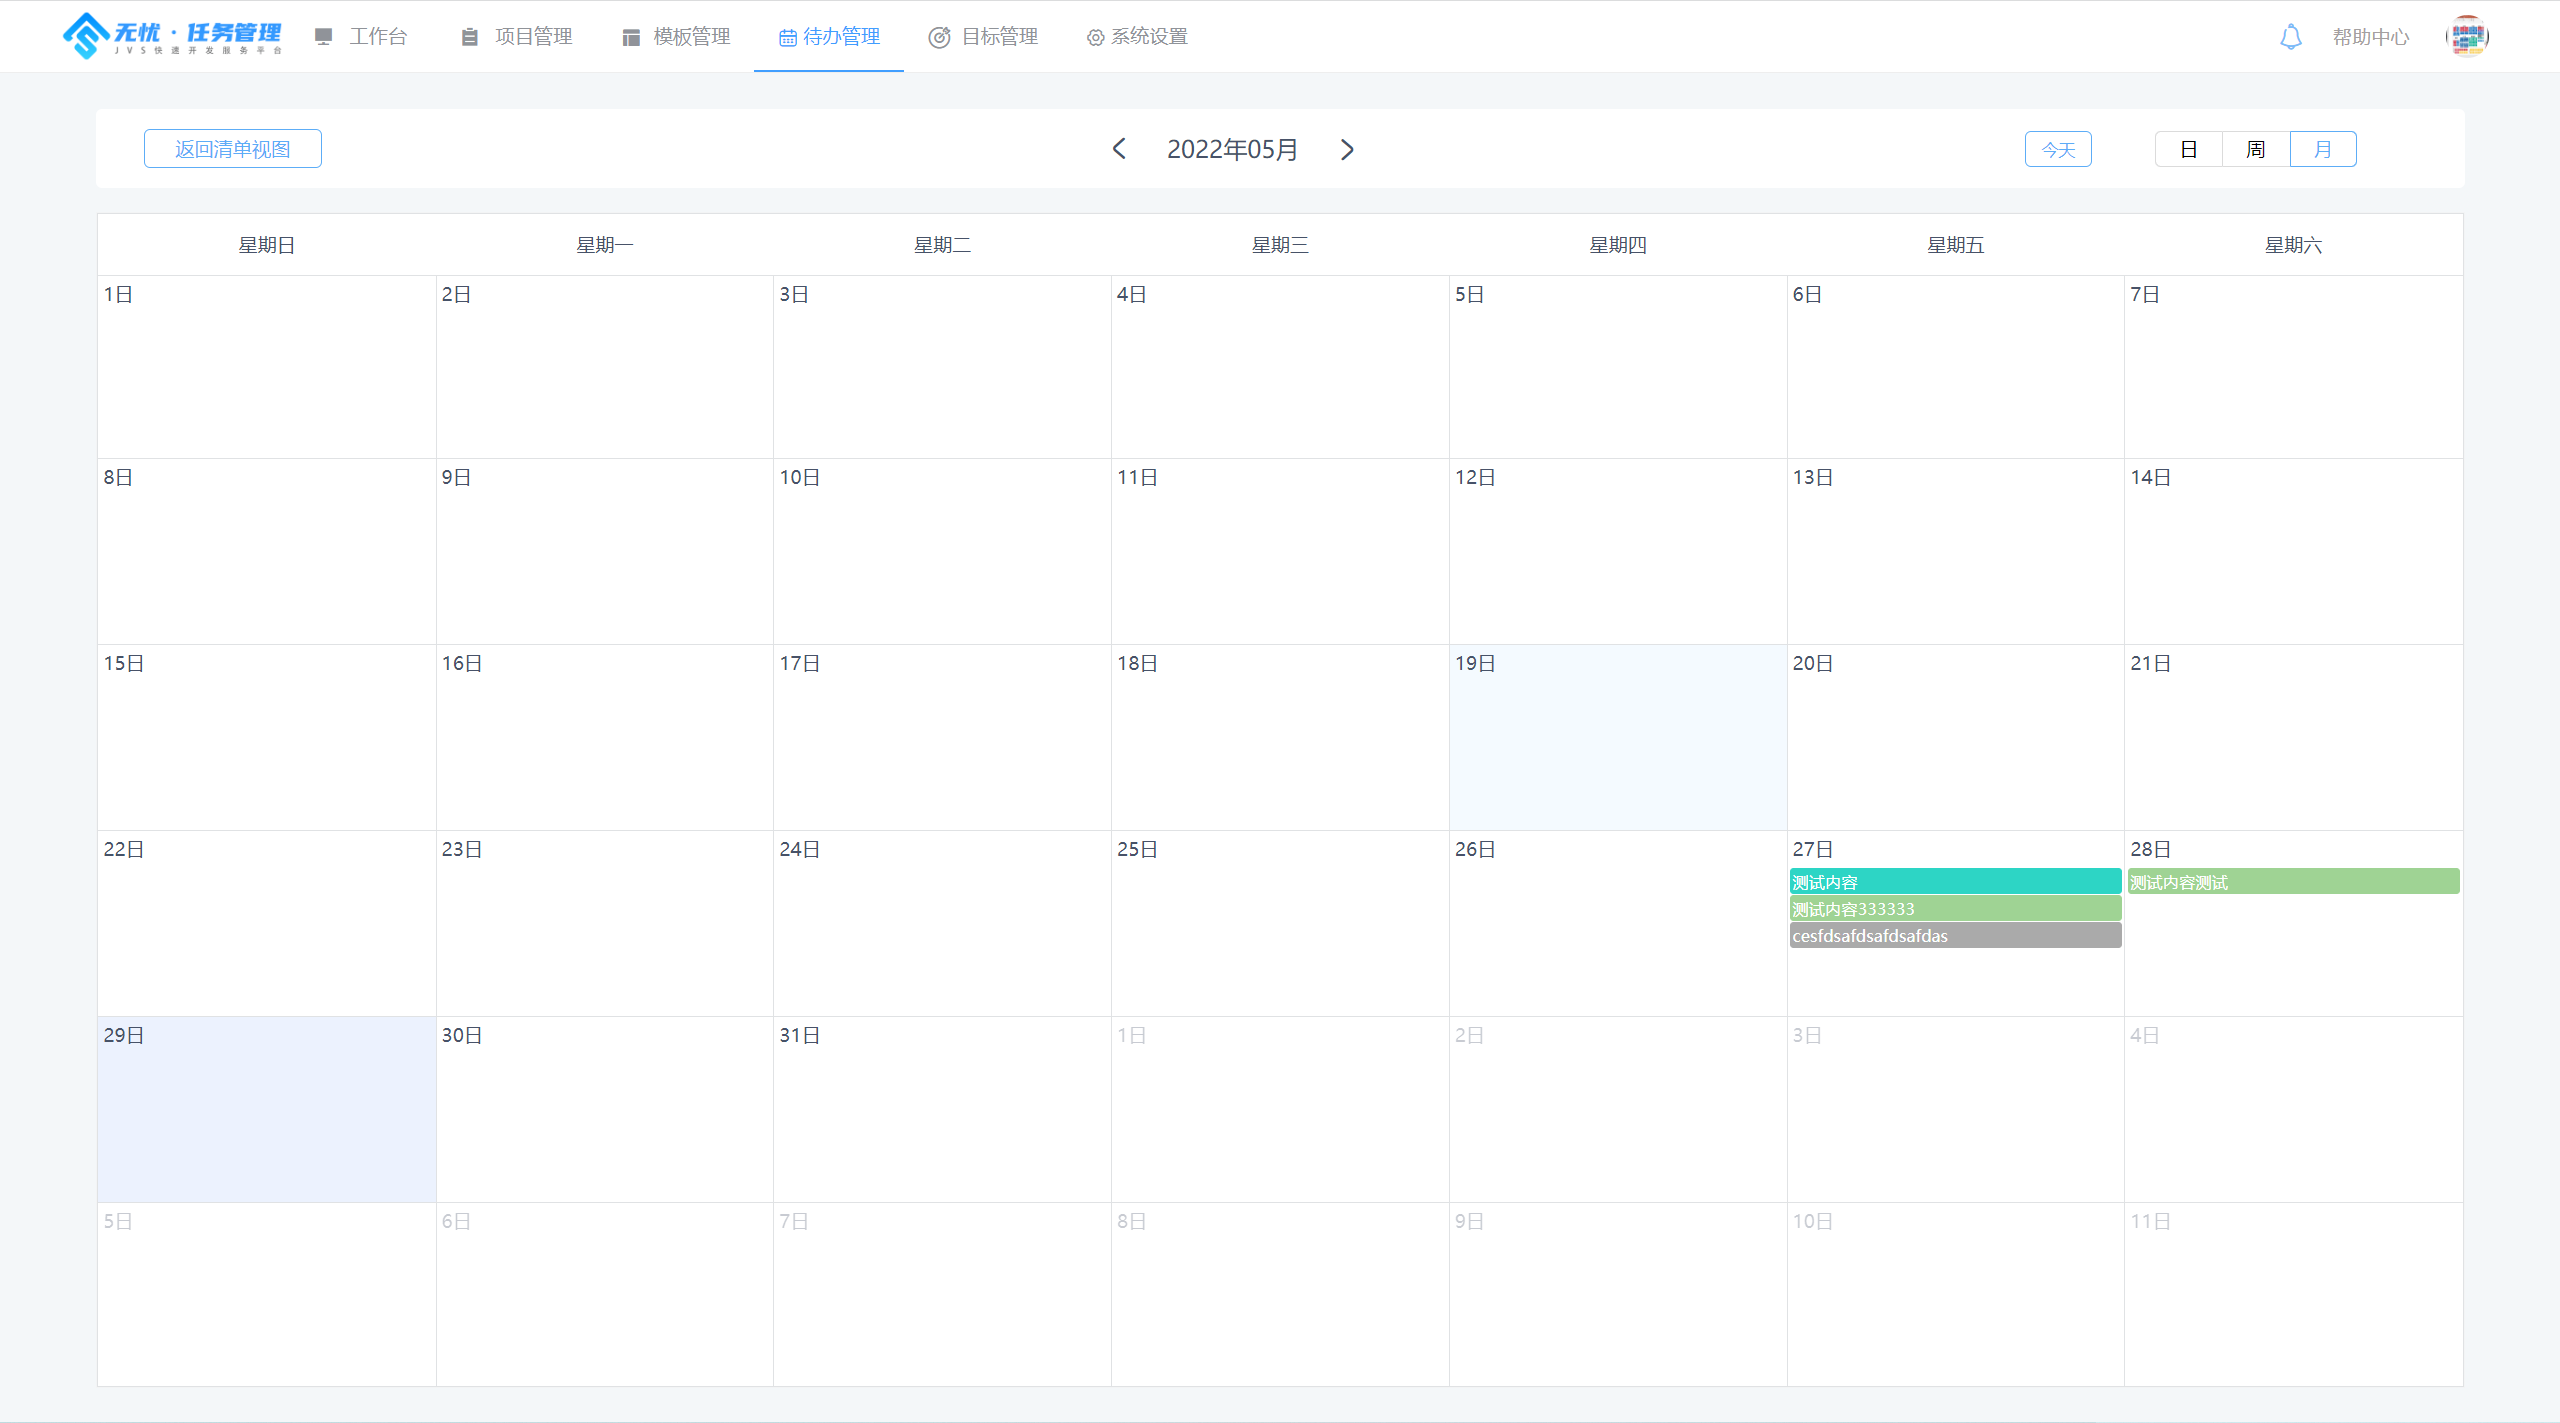 无忧·任务管理 工作台 项目管理 模板管理 待办管理 目标管理 系统设置 帮助中心
JVS快速开发服务平台
返回清单视图 2022年05月 今天 日 周 月
星期日 星期一 星期二 星期三 星期四 星期五 星期六
1日 2日 3日 4日 5日 6日 7日
8日 9日 10日 11日 12日 13日 14日
15日 16日 17日 18日 19日 20日 21日
22日 23日 24日 25日 26日 27日 28日
测试内容 测试内容测试
测试内容333333
cesfdsafdsafdsafdas
29日 30日 31日 1日 2日 3日 4日
5日 6日 7日 8日 9日 10日 11日